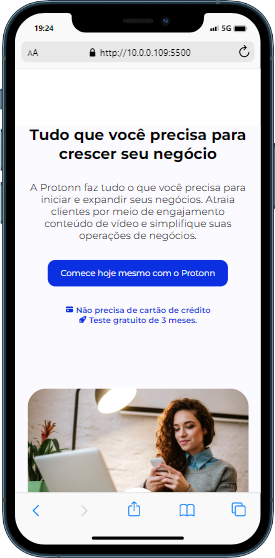 19:24
5G
AA
http://10.0.0.109:5500
Tudo que você precisa para
crescer seu negócio
A Protonn faz tudo o que você precisa para
iniciar e expandir seus negócios. Atraia
clientes por meio de engajamento
conteúdo de vídeo e simplifique suas
operações de negócios.
Comece hoje mesmo com o Protonn
Não precisa de cartão de crédito
Teste gratuito de 3 meses.